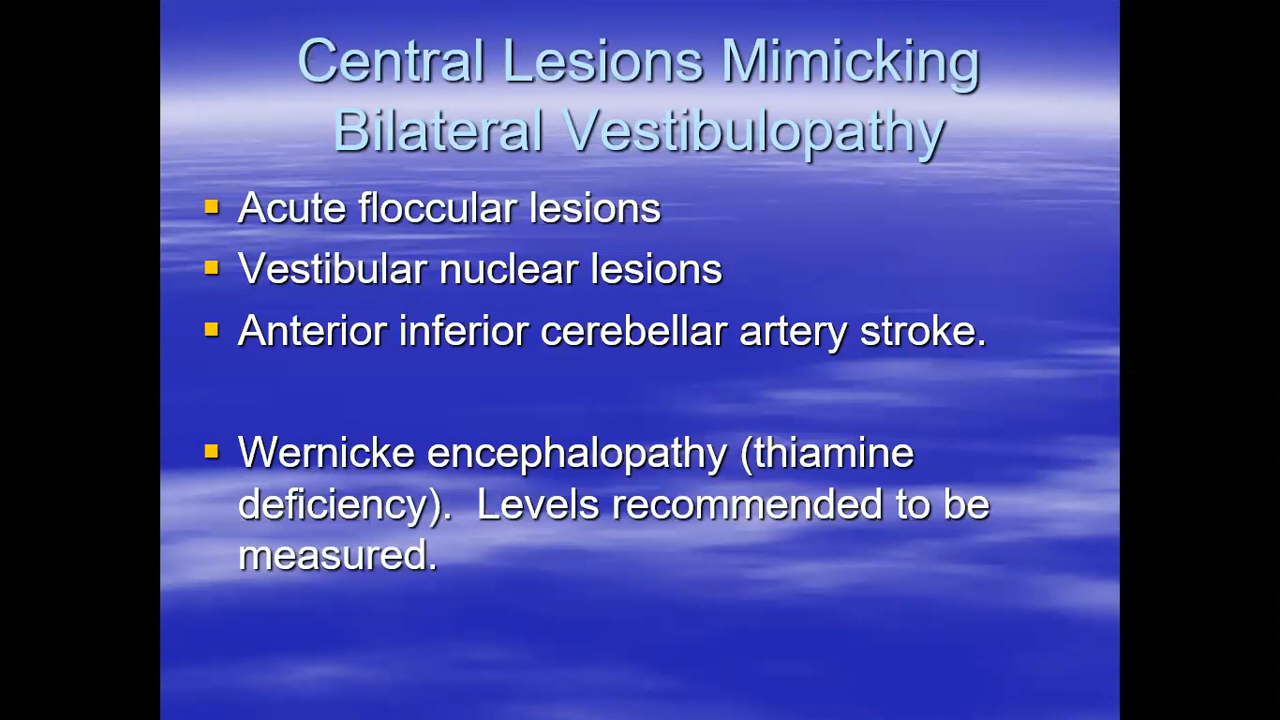 Central Lesions Mimicking
Bilateral Vestibulopathy
Acute floccular lesions
Vestibular nuclear lesions
Anterior inferior cerebellar artery stroke.
Wernicke encephalopathy (thiamine
deficiency).  Levels recommended to be
measured.